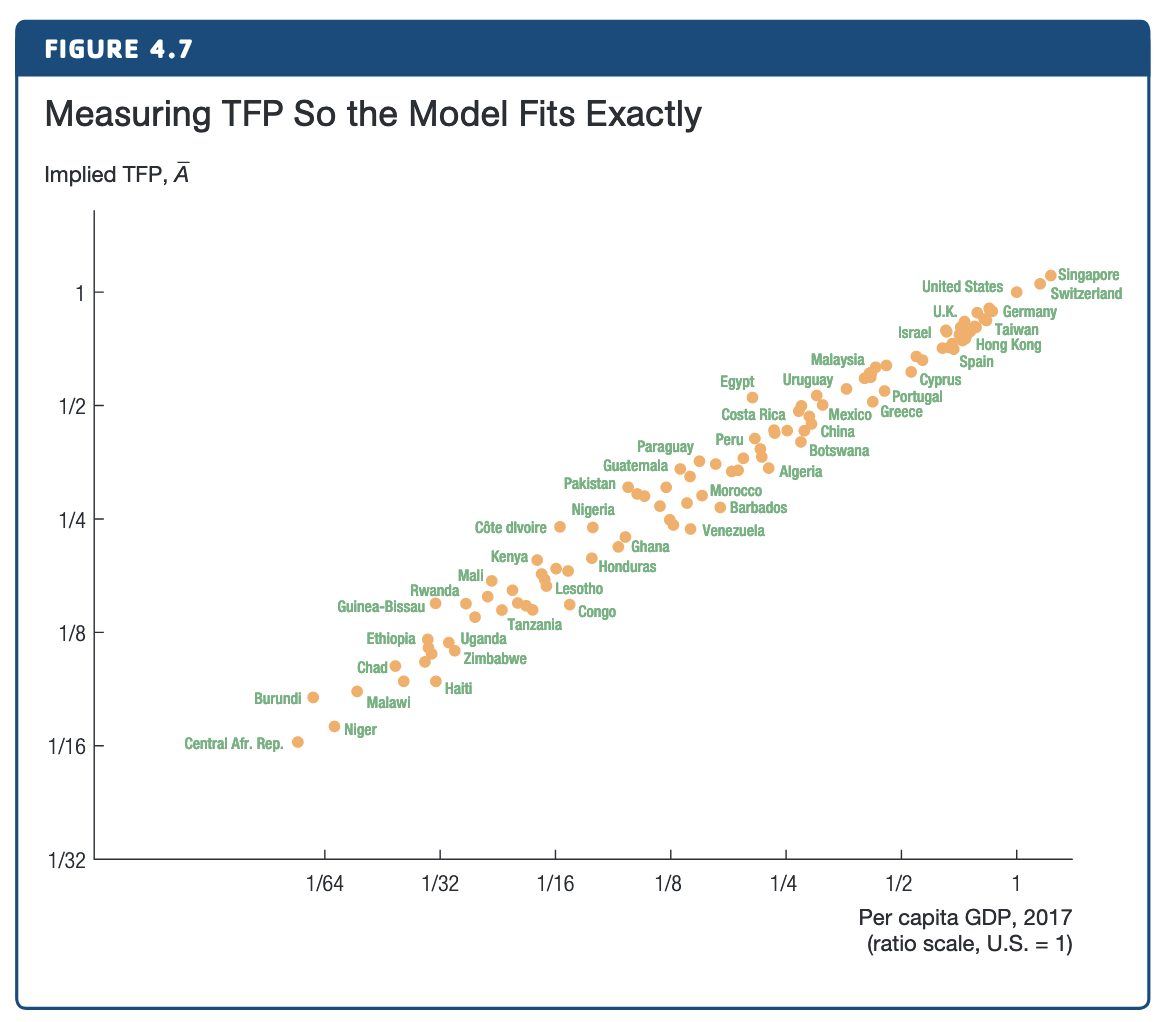 FIGURE 4.7
Measuring TFP So the Model Fits Exactly
Implied TFP, A̅
Singapore
United States
Switzerland
1
U.K.
Germany
Israel
Taiwan
Hong Kong
Malaysia
Spain
Egypt
Uruguay
Cyprus
Portugal
1/2
Costa Rica
Mexico
Greece
China
Peru
Paraguay
Botswana
Guatemala
Algeria
Pakistan
Morocco
Nigeria
Barbados
1/4
Côte dIvoire
Venezuela
Ghana
Kenya
Honduras
Mali
Rwanda
Lesotho
Guinea-Bissau
Congo
Tanzania
1/8
Ethiopia
Uganda
Zimbabwe
Chad
Haiti
Burundi
Malawi
Niger
1/16
Central Afr. Rep.
1/32
1/64
1/32
1/16
1/8
1/4
1/2
1
Per capita GDP, 2017
(ratio scale, U.S. = 1)